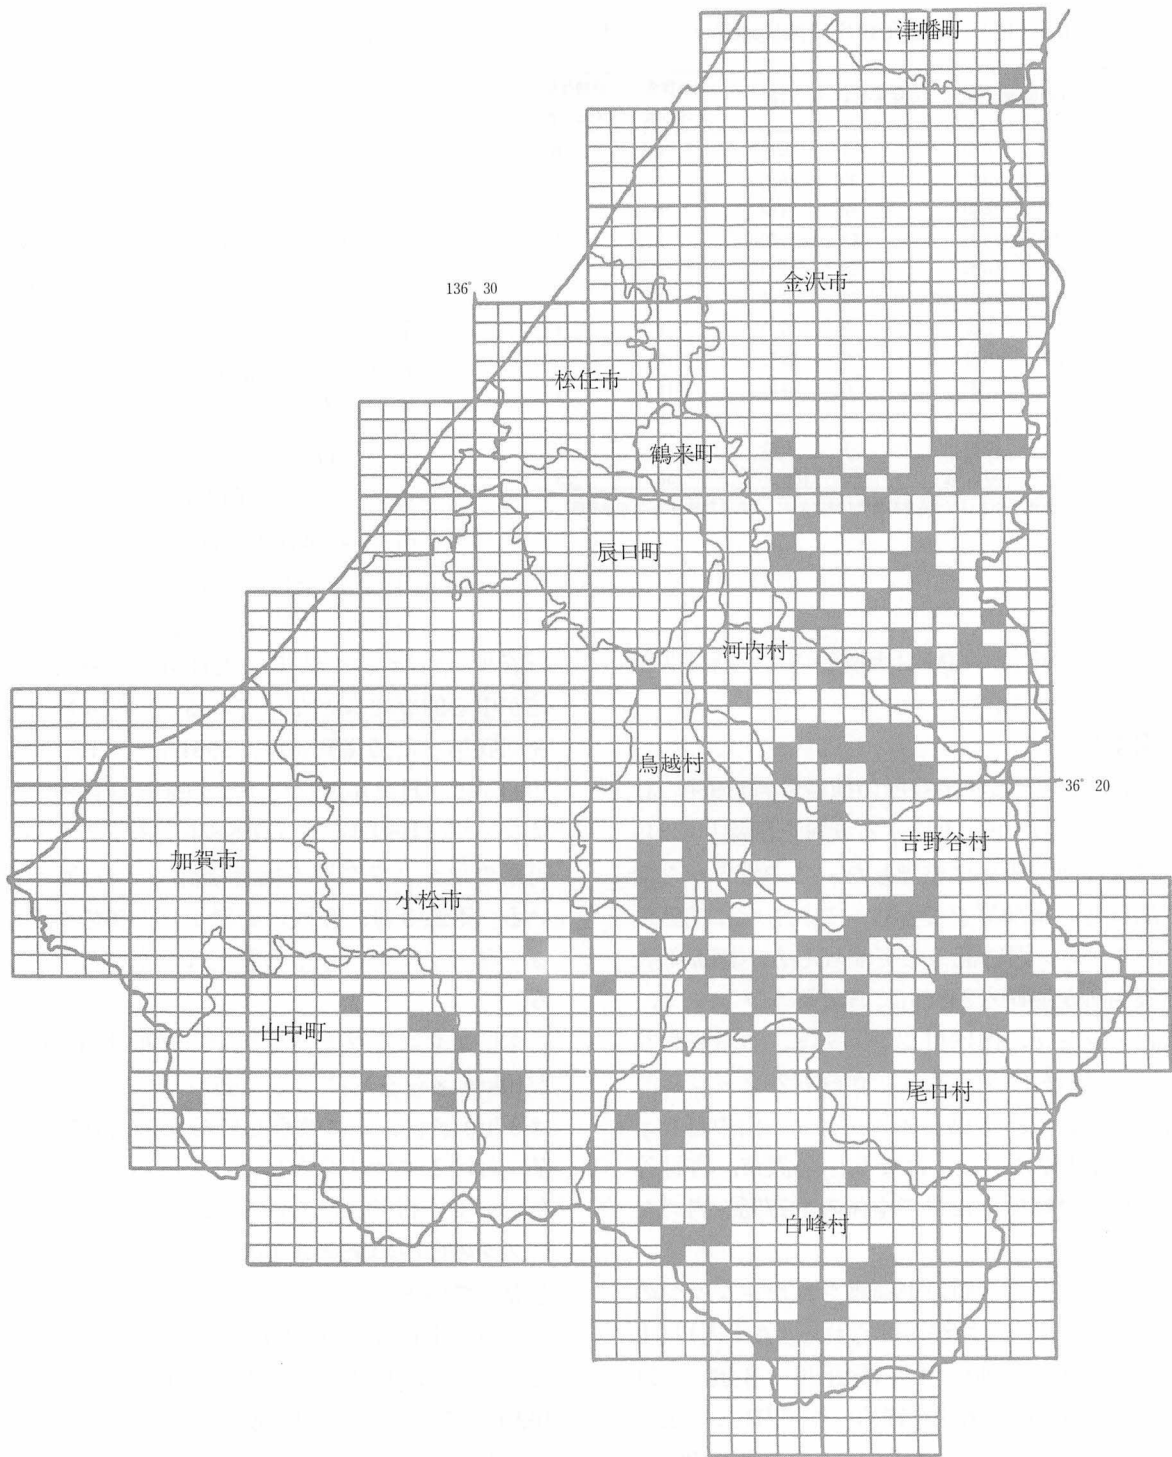 津幡町
金沢市
136° 30
松任市
鶴来町
辰口町
河内村
鳥越村
36° 20
吉野谷村
加賀市
小松市
山中町
尾口村
白峰村